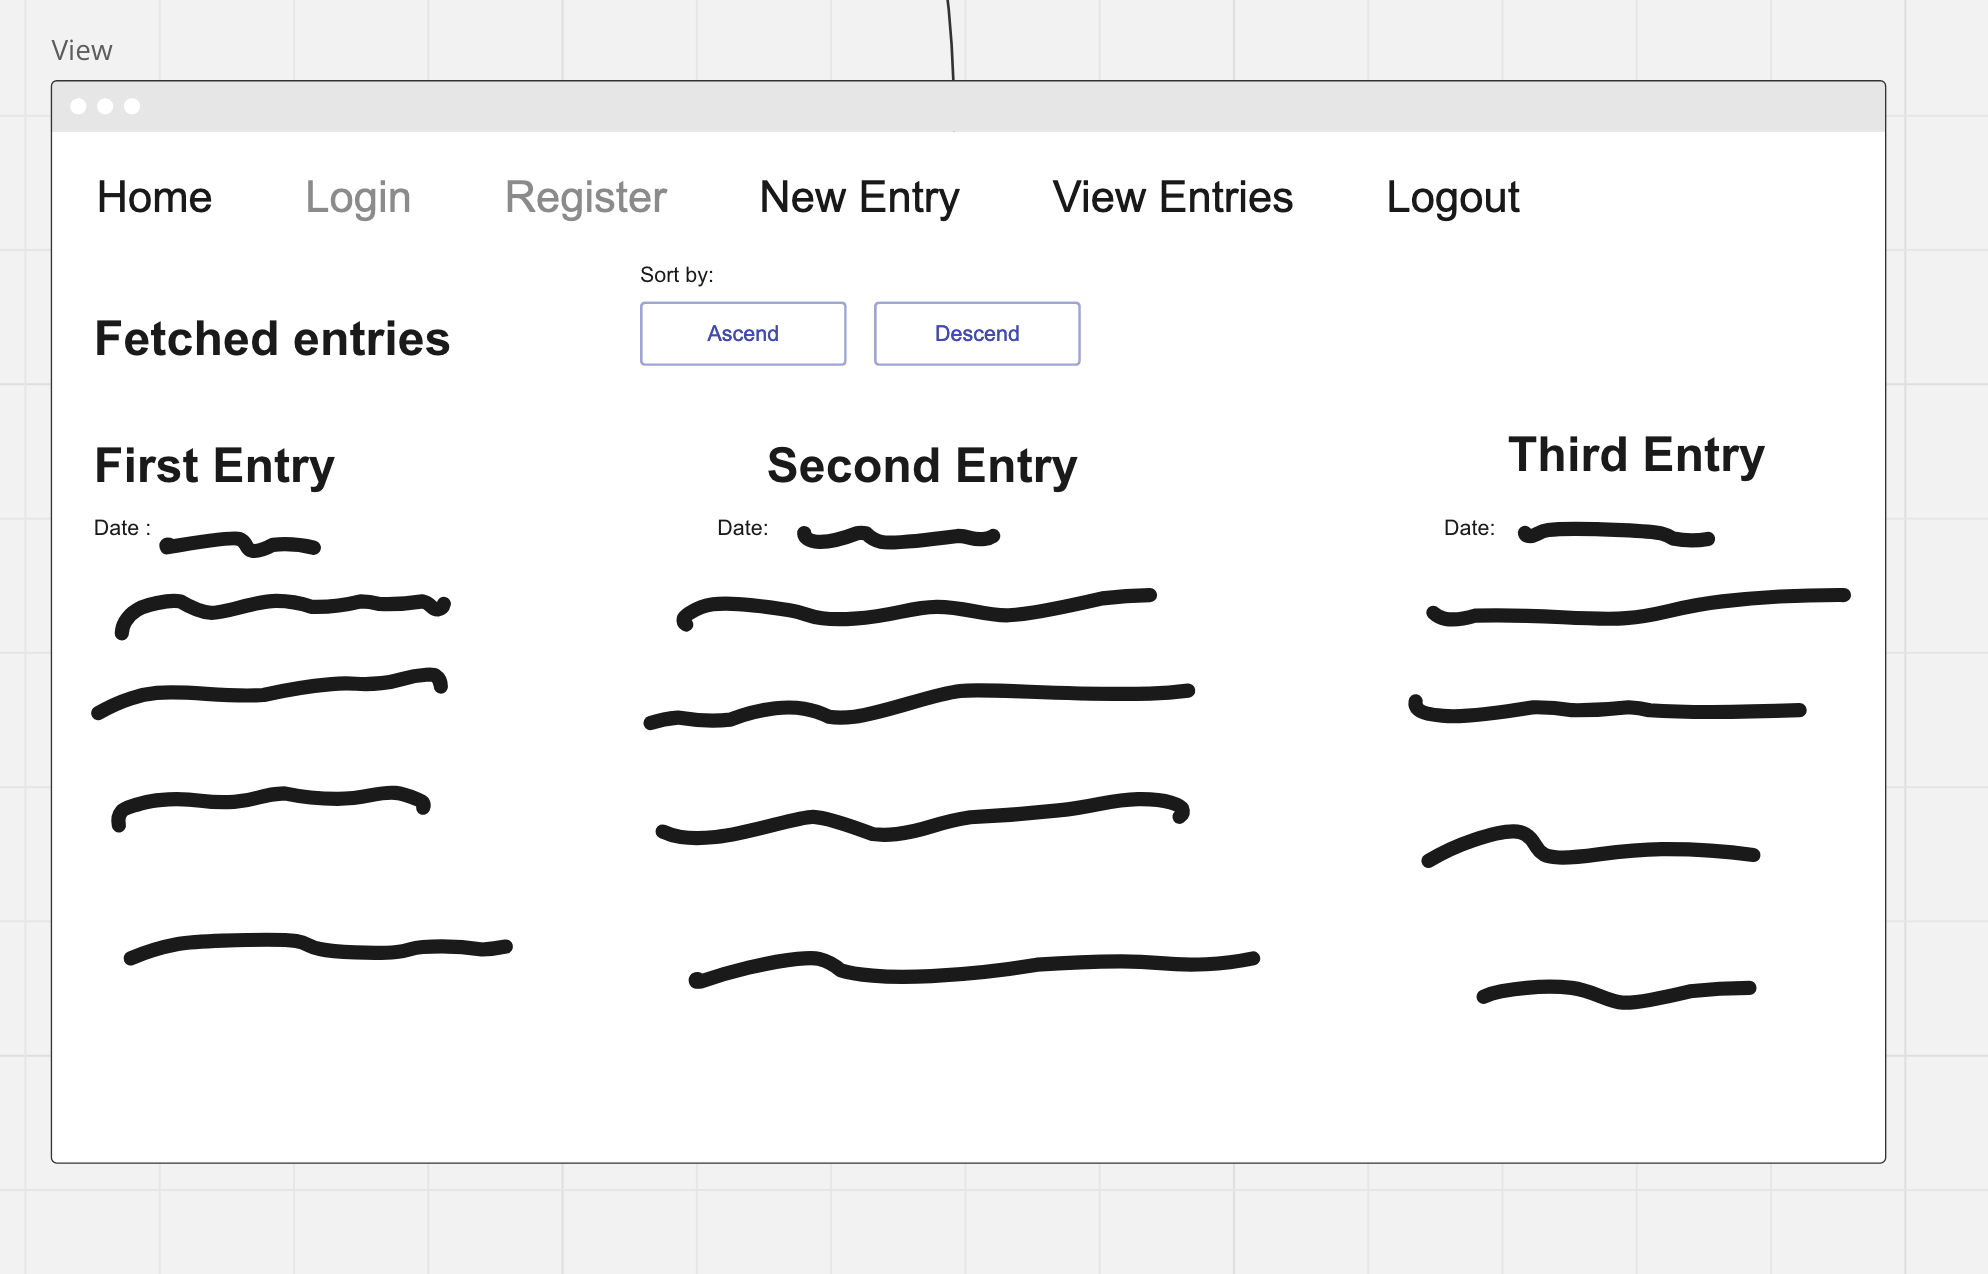 View
Home Login Register New Entry View Entries Logout
Sort by:
Fetched entries
Ascend Descend
First Entry
Second Entry
Third Entry
Date :
Date:
Date: